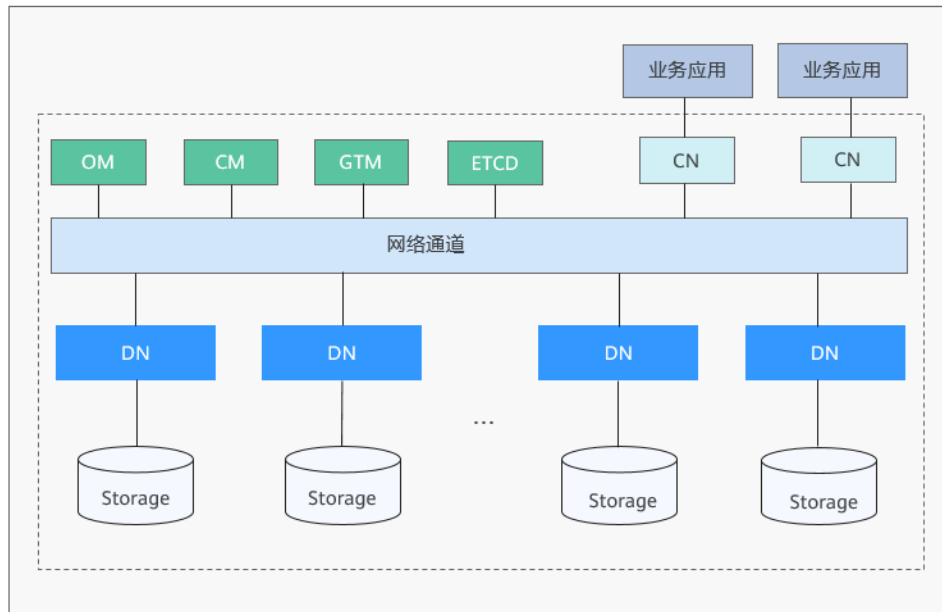 业务应用 业务应用
OM CM GTM ETCD CN CN
网络通道
DN DN DN DN
...
Storage Storage Storage Storage